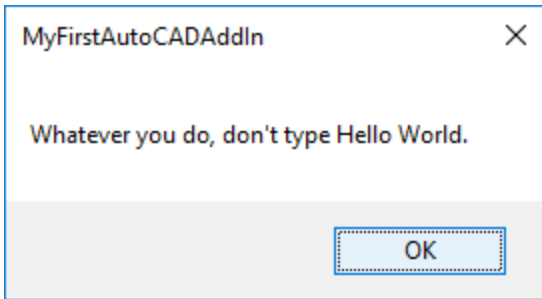 MyFirstAutoCADAddIn
Whatever you do, don't type Hello World.
OK